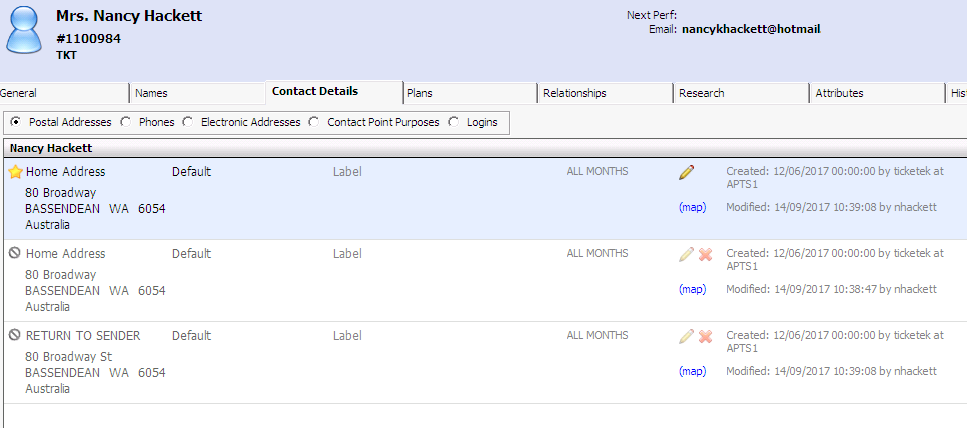 Mrs. Nancy Hackett
#1100984
TKT
Next Perf:
Email: nancykhackett@hotmail
General Names Contact Details Plans Relationships Research Attributes His
Postal Addresses Phones Electronic Addresses Contact Point Purposes Logins
Nancy Hackett
Home Address Default Label ALL MONTHS Created: 12/06/2017 00:00:00 by ticketek at
APTS1
80 Broadway
BASSENDEAN WA 6054 (map) Modified: 14/09/2017 10:39:08 by nhackett
Australia
Home Address Default Label ALL MONTHS Created: 12/06/2017 00:00:00 by ticketek at
APTS1
80 Broadway
BASSENDEAN WA 6054 (map) Modified: 14/09/2017 10:38:47 by nhackett
Australia
RETURN TO SENDER Default Label ALL MONTHS Created: 12/06/2017 00:00:00 by ticketek at
APTS1
80 Broadway St
BASSENDEAN WA 6054 (map) Modified: 14/09/2017 10:39:08 by nhackett
Australia